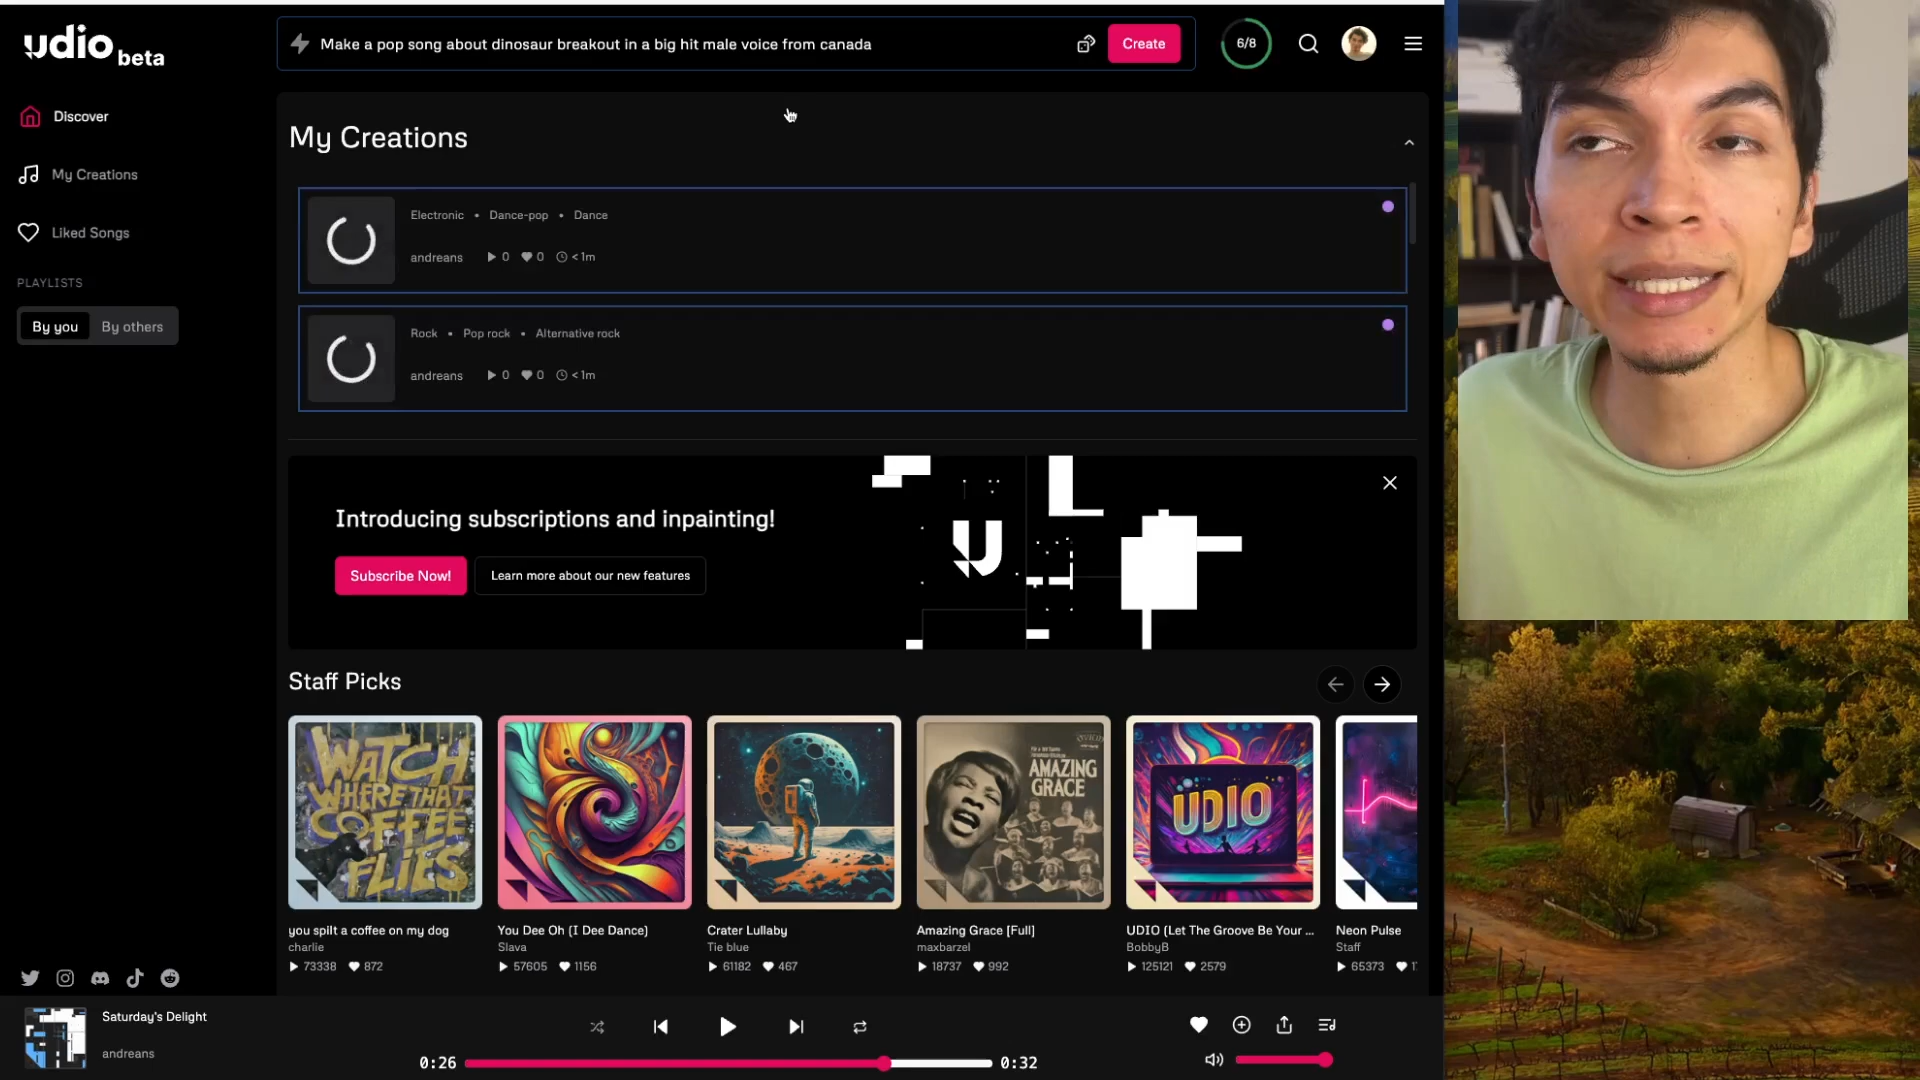 udio beta
Make a pop song about dinosaur breakout in a big hit male voice from canada
Create
6/8
Discover
My Creations
Liked Songs
PLAYLISTS
By you
By others
My Creations
Electronic • Dance-pop • Dance
andreans 0 0 <1m
Rock • Pop rock • Alternative rock
andreans 0 0 <1m
Introducing subscriptions and inpainting!
Subscribe Now!
Learn more about our new features
U
Staff Picks
WATCH
WHERE THAT
COFFEE
FLIES
AMAZING
GRACE
UDIO
you spilt a coffee on my dog
charlie
73338 872
You Dee Oh (I Dee Dance)
Slava
57605 1156
Crater Lullaby
Tie blue
61182 467
Amazing Grace [Full]
maxbarzel
18737 992
UDIO (Let The Groove Be Your ...
BobbyB
125121 2579
Neon Pulse
Staff
65373
Saturday's Delight
andreans
0:26
0:32